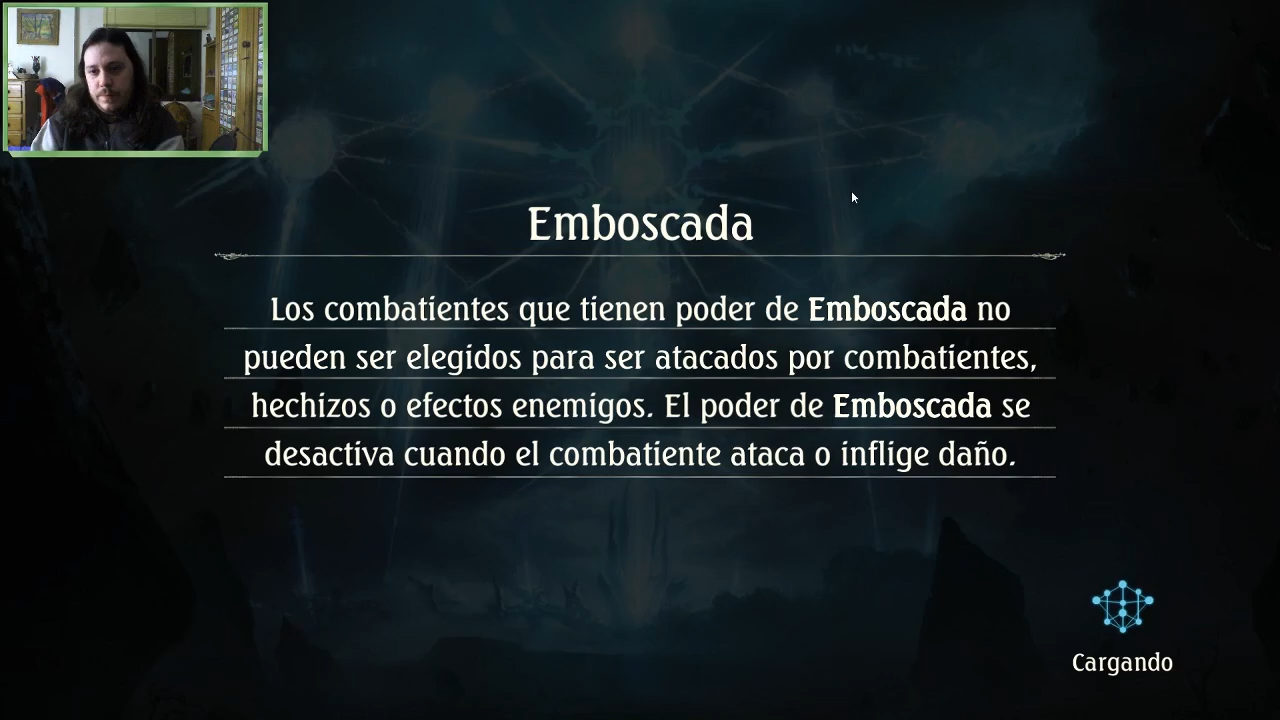 Emboscada
Los combatientes que tienen poder de Emboscada no
pueden ser elegidos para ser atacados por combatientes,
hechizos o efectos enemigos. El poder de Emboscada se
desactiva cuando el combatiente ataca o inflige daño.
Cargando